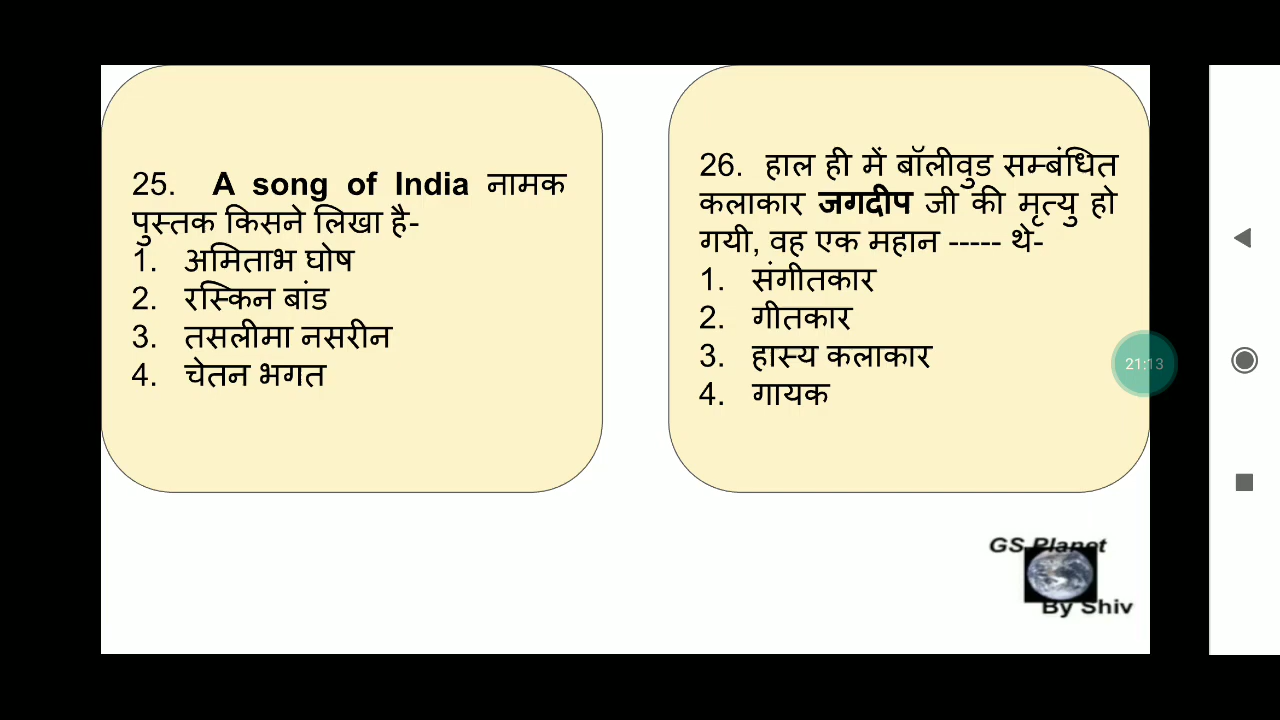 25. A song of India नामक
पुस्तक किसने लिखा है-
1. अमिताभ घोष
2. रस्किन बांड
3. तसलीमा नसरीन
4. चेतन भगत
26. हाल ही में बॉलीवुड सम्बंधित
कलाकार जगदीप जी की मृत्यु हो
गयी, वह एक महान ----- थे-
1. संगीतकार
2. गीतकार
3. हास्य कलाकार
4. गायक
21:13
GS Planet
By Shiv